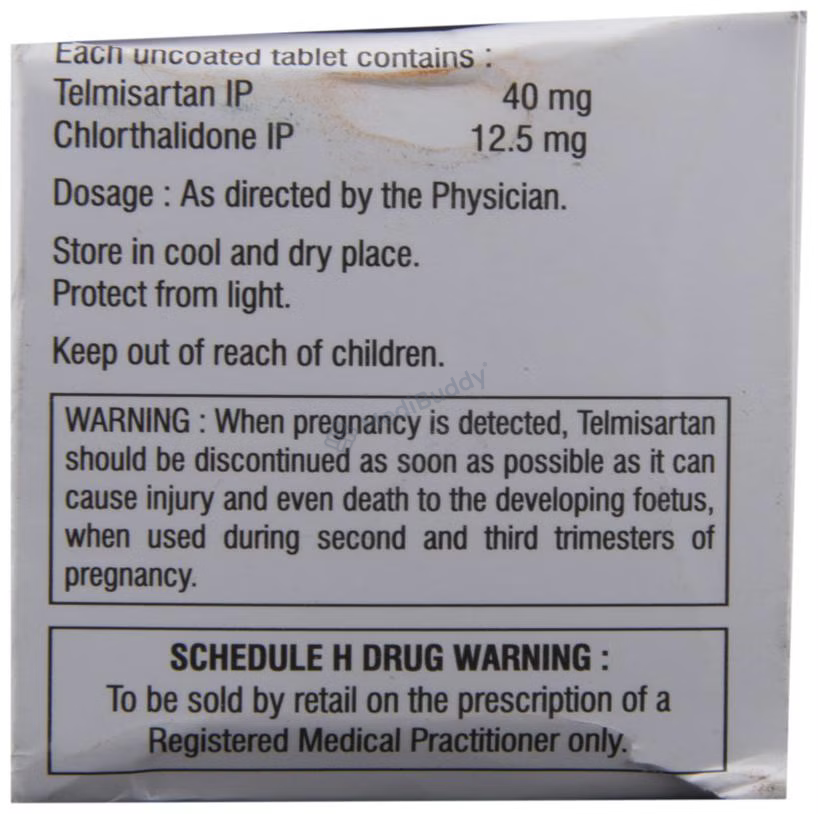 Each uncoated tablet contains :
Telmisartan IP 40 mg
Chlorthalidone IP 12.5 mg
Dosage : As directed by the Physician.
Store in cool and dry place.
Protect from light.
Keep out of reach of children.
MediBuddy
WARNING : When pregnancy is detected, Telmisartan
should be discontinued as soon as possible as it can
cause injury and even death to the developing foetus,
when used during second and third trimesters of
pregnancy.
SCHEDULE H DRUG WARNING :
To be sold by retail on the prescription of a
Registered Medical Practitioner only.